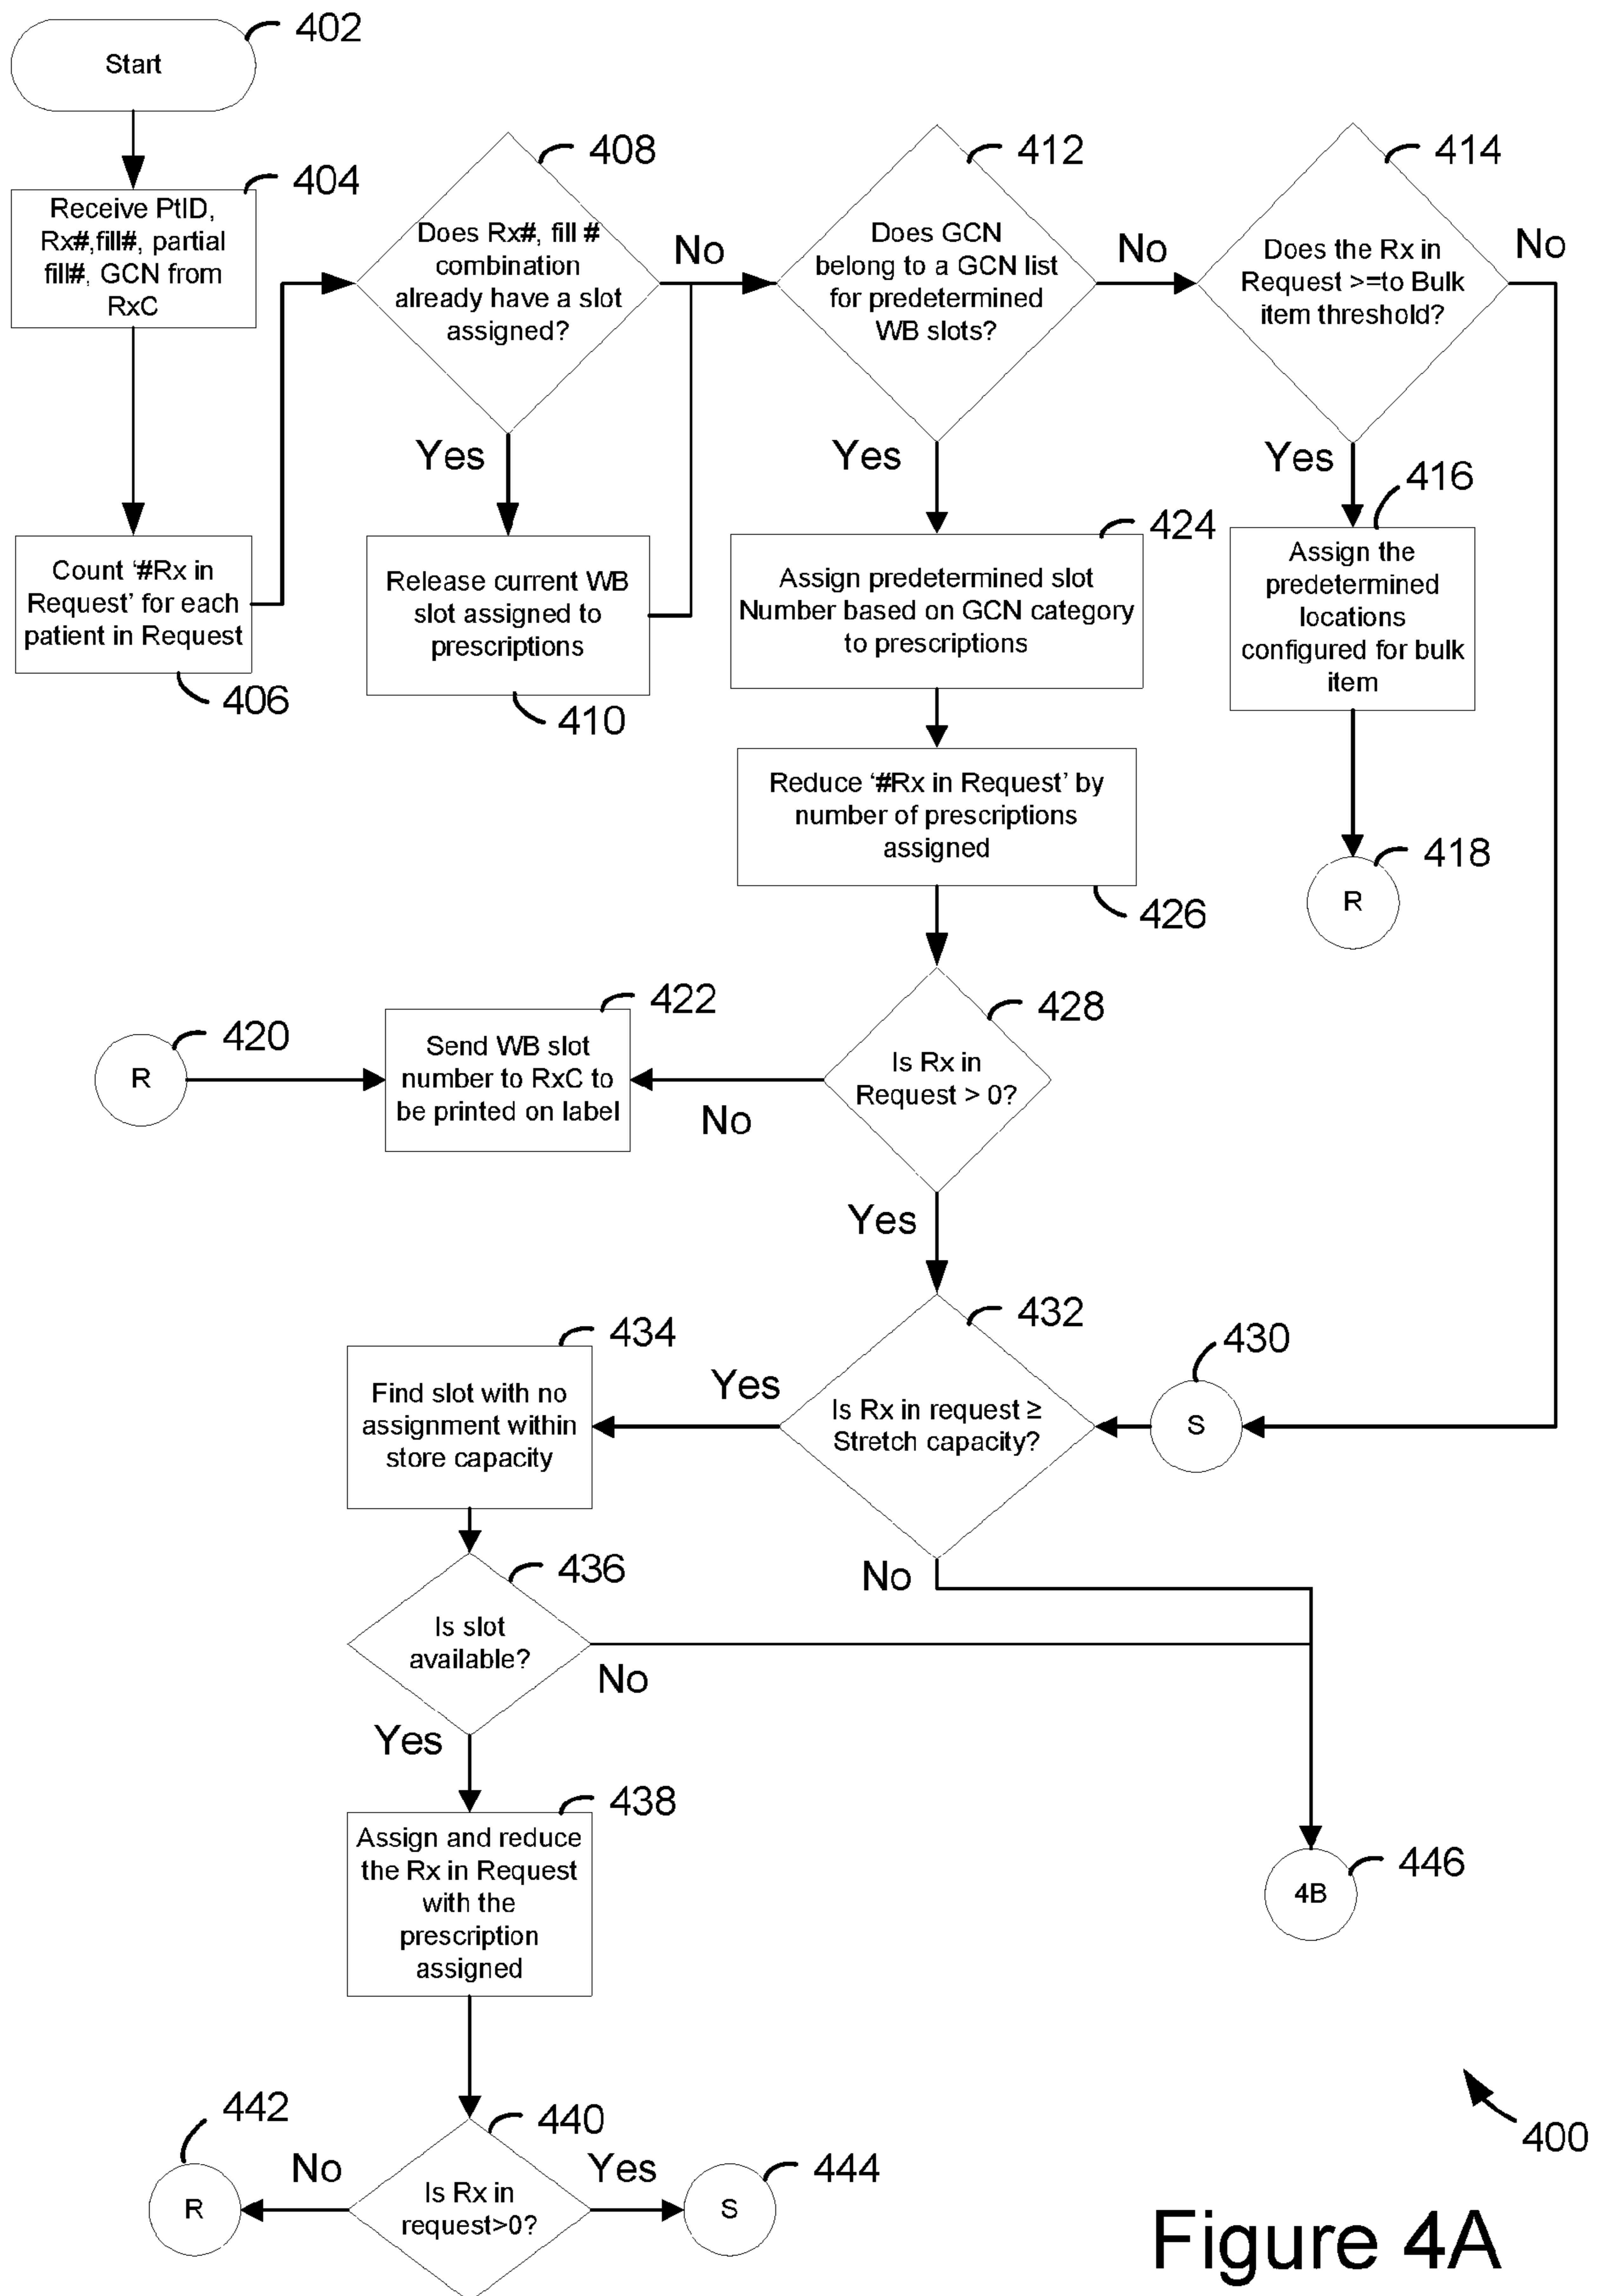 Start
402
Receive PtID,
Rx#,fill#, partial
fill#, GCN from
RxC
404
Count ‘#Rx in
Request’ for each
patient in Request
406
Does Rx#, fill #
combination
already have a slot
assigned?
408
No
Yes
Release current WB
slot assigned to
prescriptions
410
Does GCN
belong to a GCN list
for predetermined
WB slots?
412
No
Yes
Does the Rx in
Request >=to Bulk
item threshold?
414
No
Yes
Assign the
predetermined
locations
configured for bulk
item
416
R
418
Assign predetermined slot
Number based on GCN category
to prescriptions
424
Reduce ‘#Rx in Request’ by
number of prescriptions
assigned
426
Is Rx in
Request > 0?
428
No
Yes
R
420
Send WB slot
number to RxC to
be printed on label
422
Is Rx in request ≥
Stretch capacity?
432
Yes
No
S
430
Find slot with no
assignment within
store capacity
434
Is slot
available?
436
No
Yes
Assign and reduce
the Rx in Request
with the
prescription
assigned
438
4B
446
Is Rx in
request>0?
440
No
Yes
R
442
S
444
400
Figure 4A